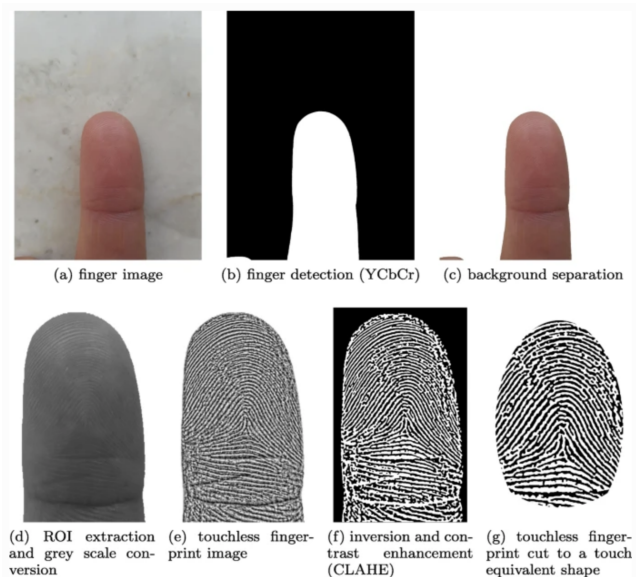 (a) finger image
(b) finger detection (YCbCr)
(c) background separation
(d) ROI extraction
and grey scale con-
version
(e) touchless finger-
print image
(f) inversion and con-
trast enhancement
(CLAHE)
(g) touchless finger-
print cut to a touch
equivalent shape